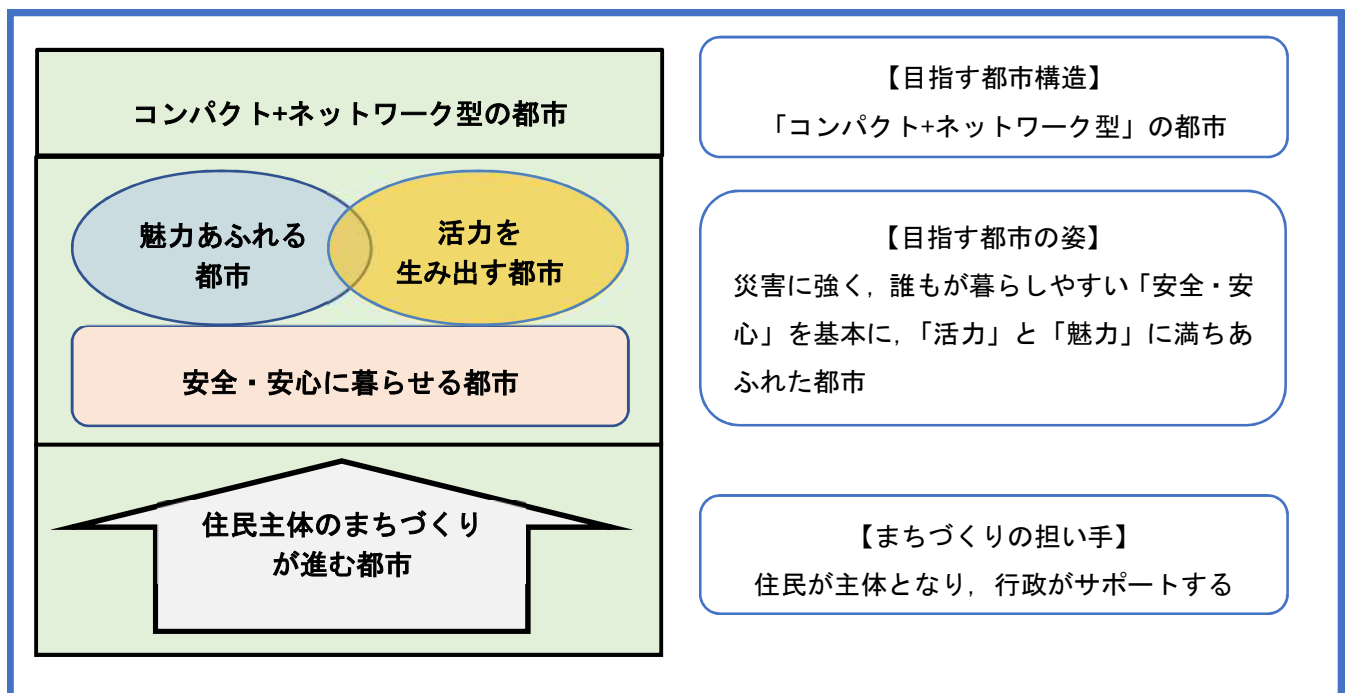 コンパクト+ネットワーク型の都市
魅力あふれる
都市
活力を
生み出す都市
安全・安心に暮らせる都市
住民主体のまちづくり
が進む都市
【目指す都市構造】
「コンパクト+ネットワーク型」の都市
【目指す都市の姿】
災害に強く，誰もが暮らしやすい「安全・安
心」を基本に，「活力」と「魅力」に満ちあ
ふれた都市
【まちづくりの担い手】
住民が主体となり，行政がサポートする